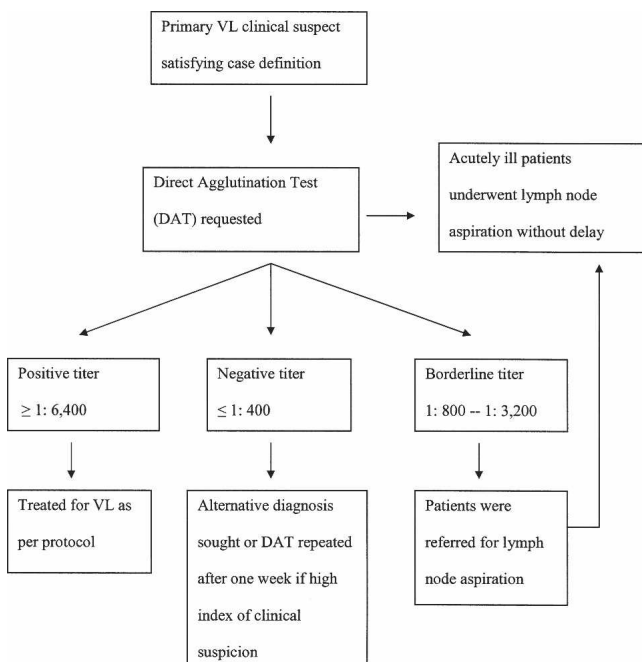 Primary VL clinical suspect
satisfying case definition
Direct Agglutination Test
(DAT) requested
Acutely ill patients
underwent lymph node
aspiration without delay
Positive titer
≥ 1: 6,400
Negative titer
≤ 1: 400
Borderline titer
1: 800 -- 1: 3,200
Treated for VL as
per protocol
Alternative diagnosis
sought or DAT repeated
after one week if high
index of clinical
suspicion
Patients were
referred for lymph
node aspiration